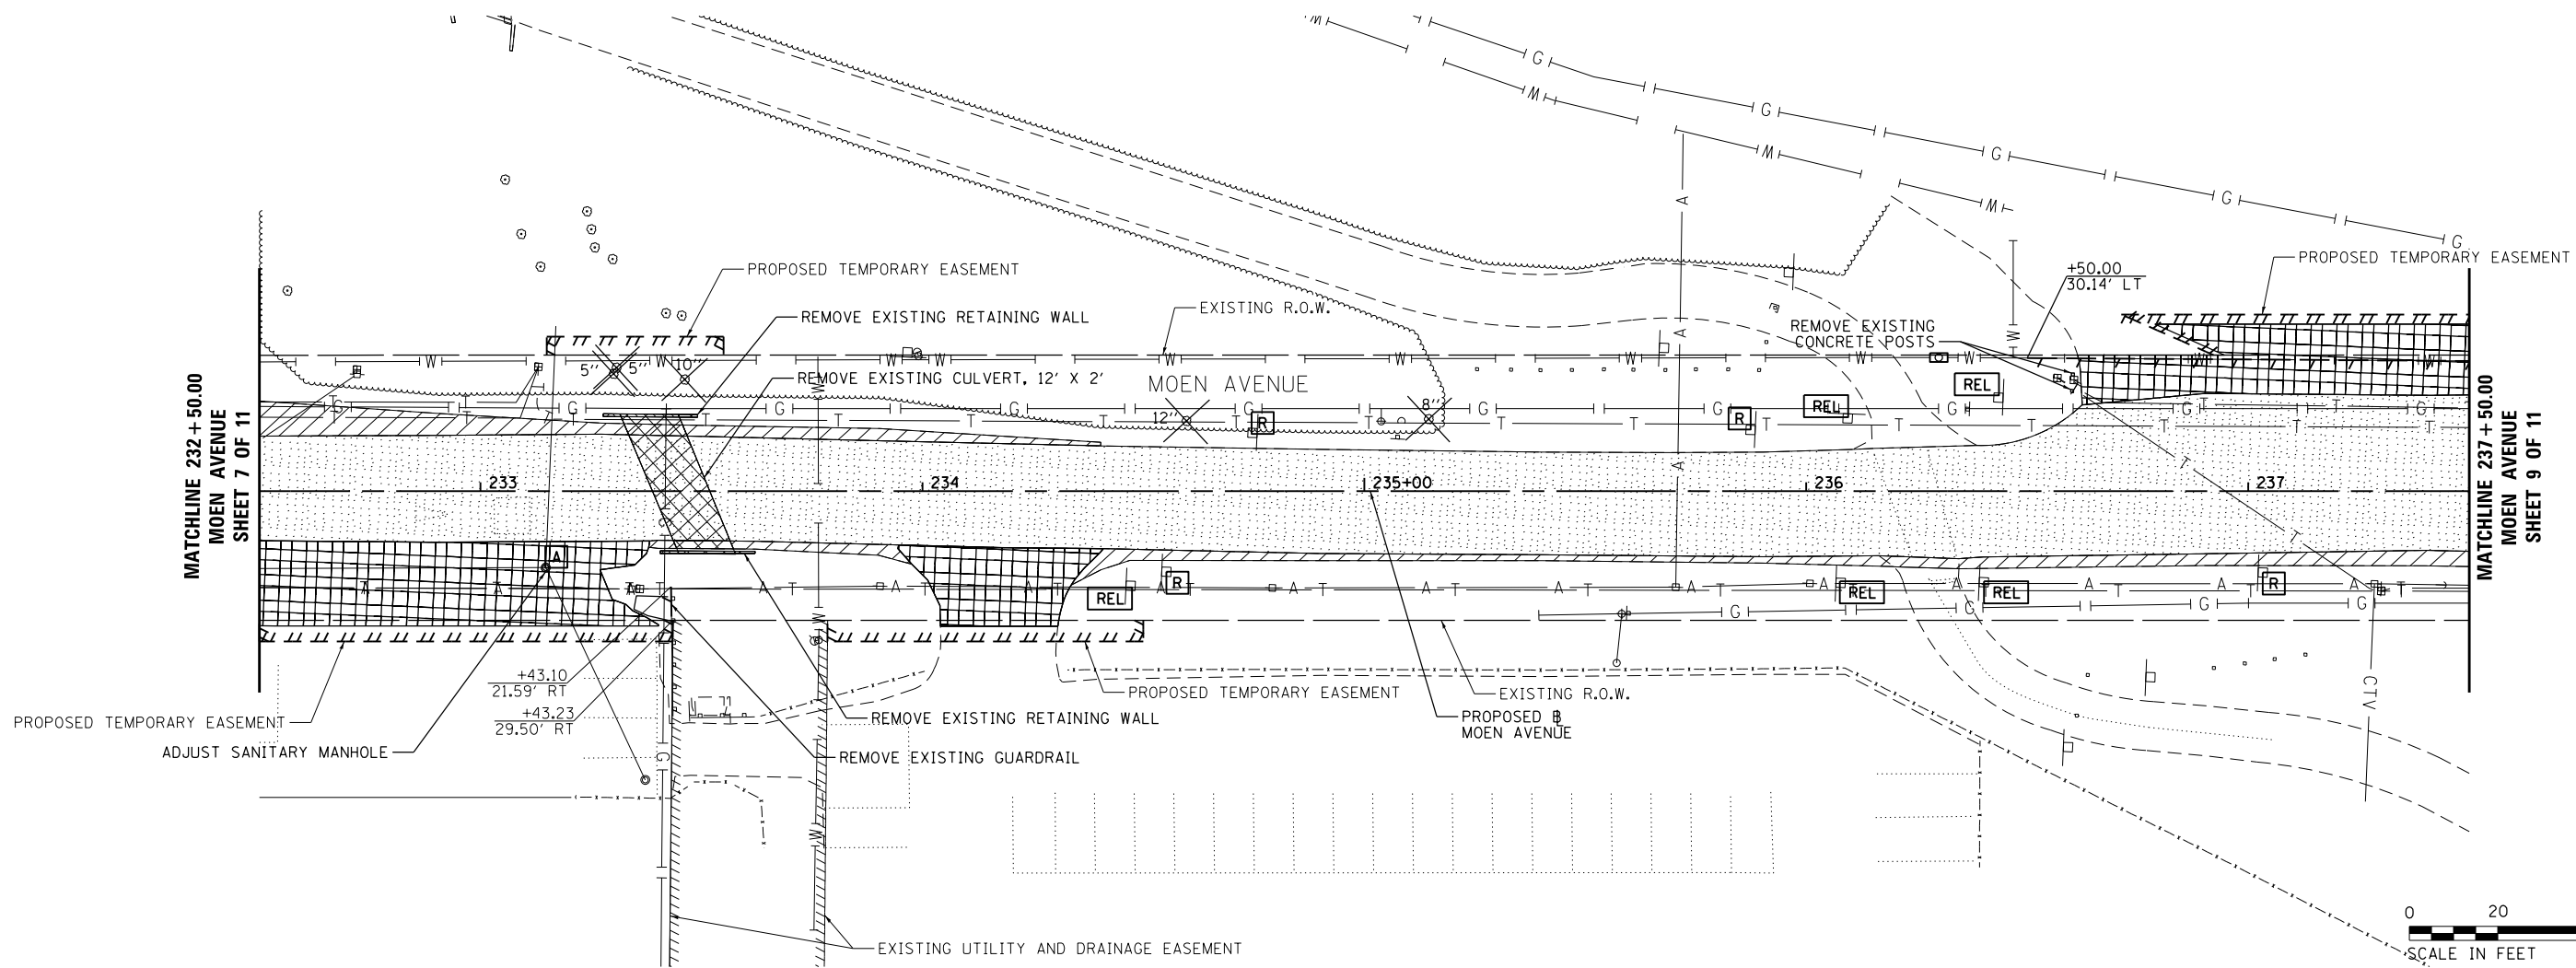 PROPOSED TEMPORARY EASEMENT
PROPOSED TEMPORARY EASEMENT
+50.00
30.14' LT
REMOVE EXISTING RETAINING WALL
EXISTING R.O.W.
REMOVE EXISTING
CONCRETE POSTS
REMOVE EXISTING CULVERT, 12' X 2'
MOEN AVENUE
5"
5"
10"
12"
8"
R
R
REL
REL
MATCHLINE 232+50.00
MOEN AVENUE
SHEET 7 OF 11
233
234
235+00
236
237
MATCHLINE 237+50.00
MOEN AVENUE
SHEET 9 OF 11
A
REL
R
REL
REL
R
+43.10
21.59' RT
+43.23
29.50' RT
PROPOSED TEMPORARY EASEMENT
ADJUST SANITARY MANHOLE
PROPOSED TEMPORARY EASEMENT
EXISTING R.O.W.
REMOVE EXISTING RETAINING WALL
PROPOSED BL
MOEN AVENUE
REMOVE EXISTING GUARDRAIL
CTV
EXISTING UTILITY AND DRAINAGE EASEMENT
0 20
SCALE IN FEET